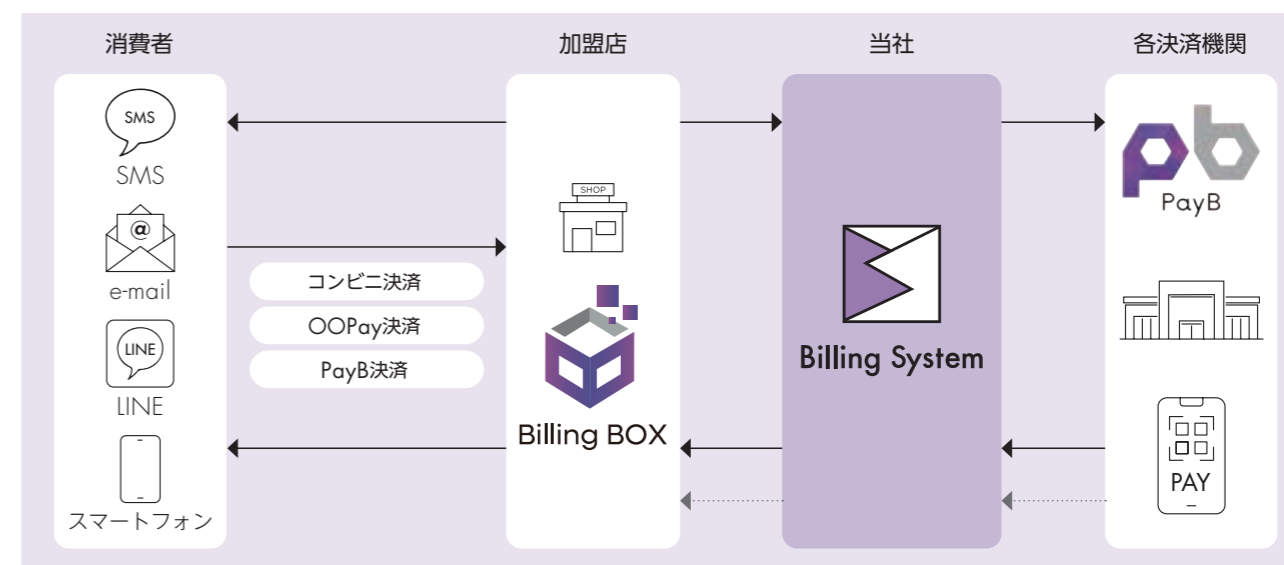 消費者
加盟店
当社
各決済機関
SMS
SMS
@
e-mail
LINE
LINE
スマートフォン
コンビニ決済
OOPay決済
PayB決済
SHOP
Billing BOX
Billing System
pb
PayB
PAY